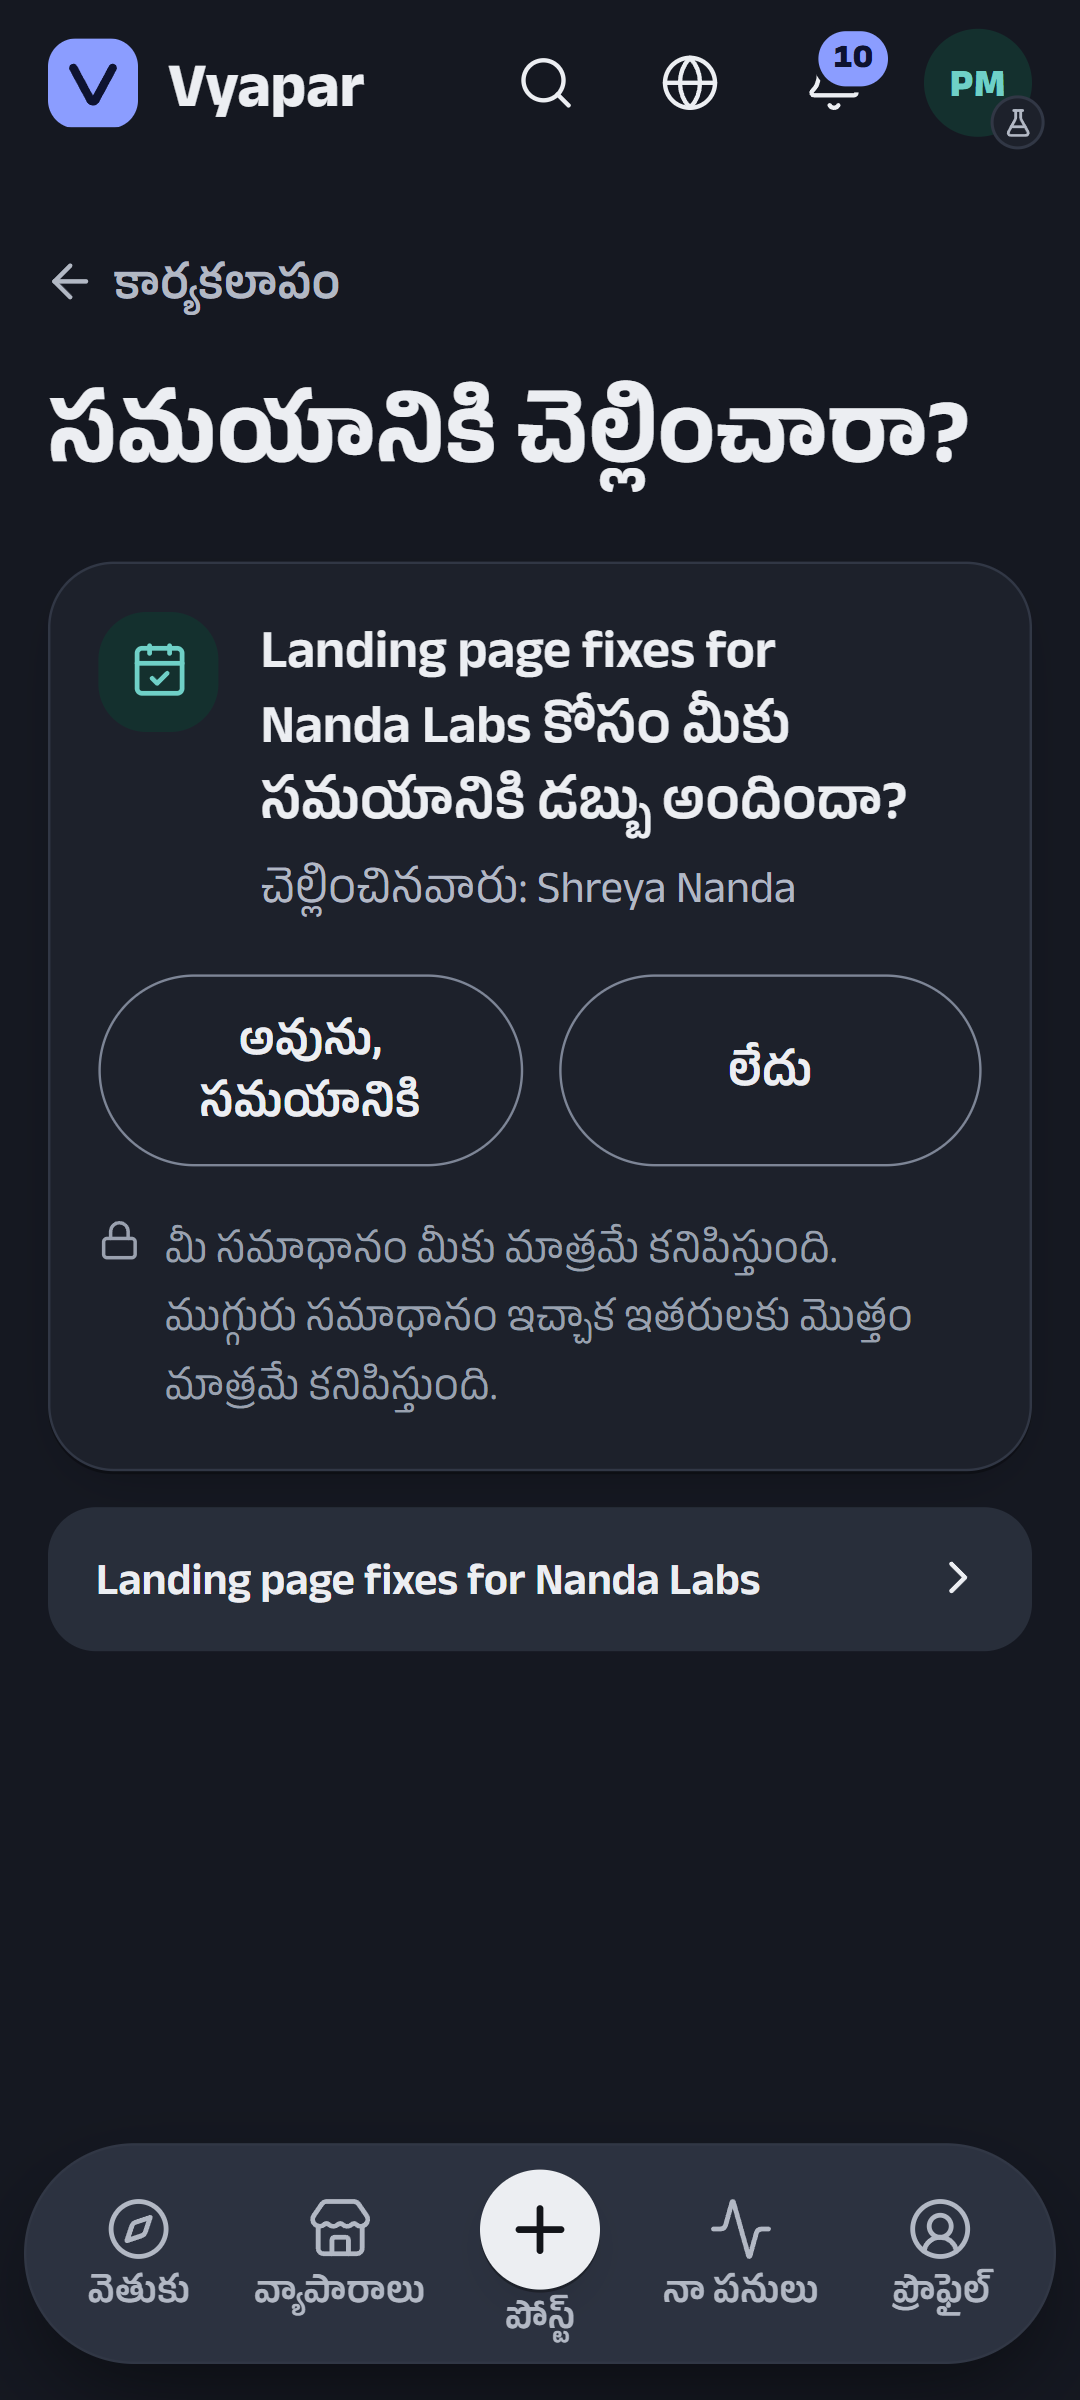 Vyapar
10
PM
కార్యకలాపం
సమయానికి చెల్లించారా?
Landing page fixes for
Nanda Labs కోసం మీకు
సమయానికి డబ్బు అందిందా?
చెల్లించినవారు: Shreya Nanda
అవును,
సమయానికి
లేదు
మీ సమాధానం మీకు మాత్రమే కనిపిస్తుంది.
ముగ్గురు సమాధానం ఇచ్చాక ఇతరులకు మొత్తం
మాత్రమే కనిపిస్తుంది.
Landing page fixes for Nanda Labs
వెతుకు
వ్యాపారాలు
పోస్ట్
నా పనులు
ప్రొఫైల్